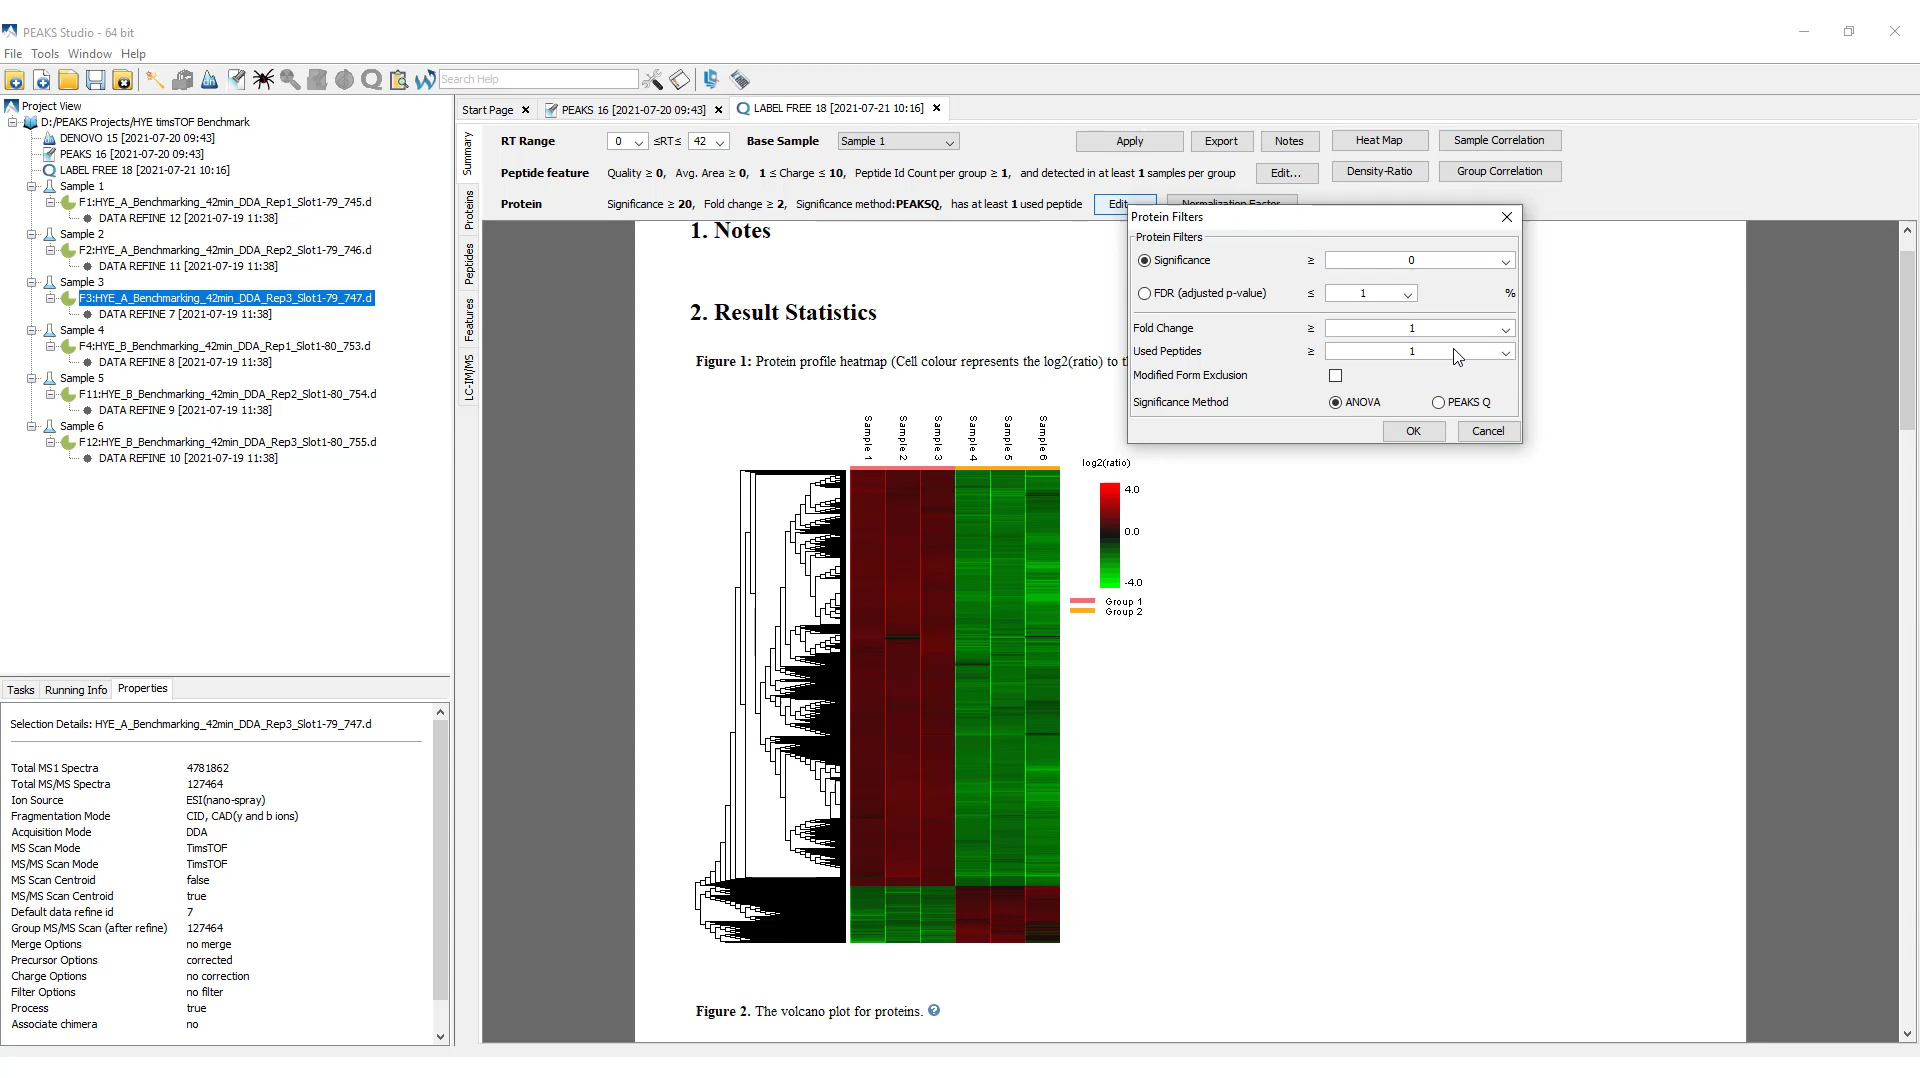 PEAKS Studio - 64 bit
File Tools Window Help
Search Help
Project View
D:/PEAKS Projects/HYE timsTOF Benchmark
DENOVO 15 [2021-07-20 09:43]
PEAKS 16 [2021-07-20 09:43]
LABEL FREE 18 [2021-07-21 10:16]
Sample 1
F1:HYE_A_Benchmarking_42min_DDA_Rep1_Slot1-79_745.d
DATA REFINE 12 [2021-07-19 11:38]
Sample 2
F2:HYE_A_Benchmarking_42min_DDA_Rep2_Slot1-79_746.d
DATA REFINE 11 [2021-07-19 11:38]
Sample 3
F3:HYE_A_Benchmarking_42min_DDA_Rep3_Slot1-79_747.d
DATA REFINE 7 [2021-07-19 11:38]
Sample 4
F4:HYE_B_Benchmarking_42min_DDA_Rep1_Slot1-80_753.d
DATA REFINE 8 [2021-07-19 11:38]
Sample 5
F11:HYE_B_Benchmarking_42min_DDA_Rep2_Slot1-80_754.d
DATA REFINE 9 [2021-07-19 11:38]
Sample 6
F12:HYE_B_Benchmarking_42min_DDA_Rep3_Slot1-80_755.d
DATA REFINE 10 [2021-07-19 11:38]
Tasks Running Info Properties
Selection Details: HYE_A_Benchmarking_42min_DDA_Rep3_Slot1-79_747.d
Total MS1 Spectra 4781862
Total MS/MS Spectra 127464
Ion Source ESI(nano-spray)
Fragmentation Mode CID, CAD(y and b ions)
Acquisition Mode DDA
MS Scan Mode TimsTOF
MS/MS Scan Mode TimsTOF
MS Scan Centroid false
MS/MS Scan Centroid true
Default data refine id 7
Group MS/MS Scan (after refine) 127464
Merge Options no merge
Precursor Options corrected
Charge Options no correction
Filter Options no filter
Process true
Associate chimera no
Start Page PEAKS 16 [2021-07-20 09:43] LABEL FREE 18 [2021-07-21 10:16]
Summary
Proteins
Peptides
Features
LC-IM/MS
RT Range 0 ≤RT≤ 42 Base Sample Sample 1 Apply Export Notes Heat Map Sample Correlation
Peptide feature Quality ≥ 0, Avg. Area ≥ 0, 1 ≤ Charge ≤ 10, Peptide Id Count per group ≥ 1, and detected in at least 1 samples per group Edit... Density-Ratio Group Correlation
Protein Significance ≥ 20, Fold change ≥ 2, Significance method:PEAKSQ, has at least 1 used peptide Edit... Normalization Factor
1. Notes
2. Result Statistics
Figure 1: Protein profile heatmap (Cell colour represents the log2(ratio) to
Sample 1
Sample 2
Sample 3
Sample 4
Sample 5
Sample 6
log2(ratio)
4.0
0.0
-4.0
Group 1
Group 2
Figure 2. The volcano plot for proteins.
Protein Filters
Protein Filters
Significance ≥ 0
FDR (adjusted p-value) ≤ 1 %
Fold Change ≥ 1
Used Peptides ≥ 1
Modified Form Exclusion
Significance Method ANOVA PEAKS Q
OK Cancel